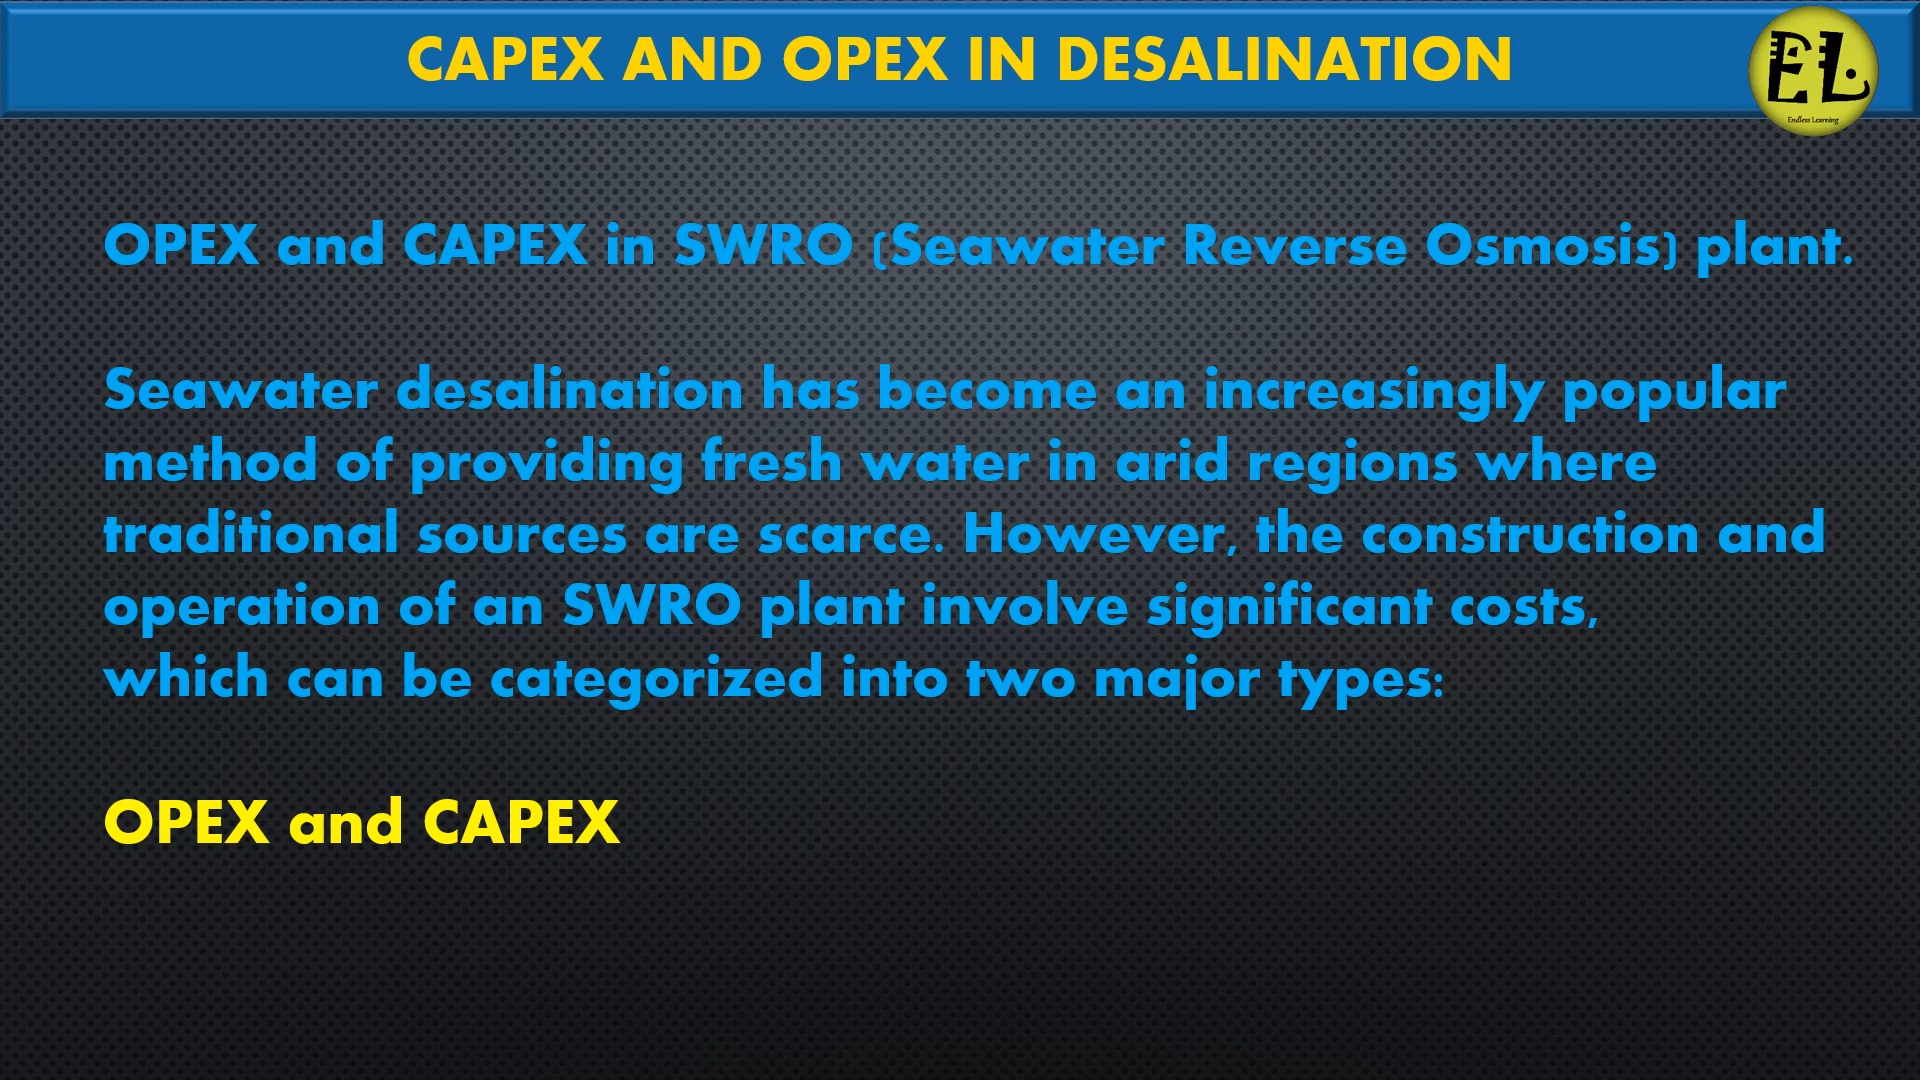 CAPEX AND OPEX IN DESALINATION
EL
Endless Learning
OPEX and CAPEX in SWRO (Seawater Reverse Osmosis) plant.
Seawater desalination has become an increasingly popular
method of providing fresh water in arid regions where
traditional sources are scarce. However, the construction and
operation of an SWRO plant involve significant costs,
which can be categorized into two major types:
OPEX and CAPEX